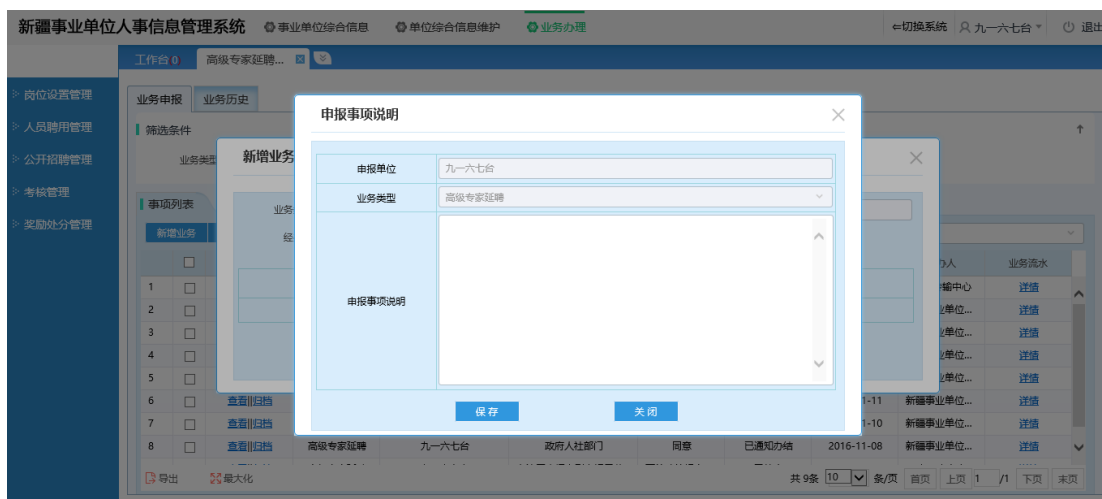 新疆事业单位人事信息管理系统 事业单位综合信息 单位综合信息维护 业务办理 ⇐切换系统 九一六七台 退出
工作台(0) 高级专家延聘...
岗位设置管理
人员聘用管理
公开招聘管理
考核管理
奖励处分管理
业务申报 业务历史
筛选条件
业务类型
新增业务
事项列表
业务
经
新增业务
申报事项说明
申报单位 九一六七台
业务类型 高级专家延聘
申报事项说明
保存 关闭
办人 业务流水
1 输中心 详情
2 业单位... 详情
3 业单位... 详情
4 业单位... 详情
5 业单位... 详情
6 查看||归档 1-11 新疆事业单位... 详情
7 查看||归档 1-10 新疆事业单位... 详情
8 查看||归档 高级专家延聘 九一六七台 政府人社部门 同意 已通知办结 2016-11-08 新疆事业单位... 详情
导出 最大化 共9条 10 条/页 首页 上页 1 /1 下页 末页